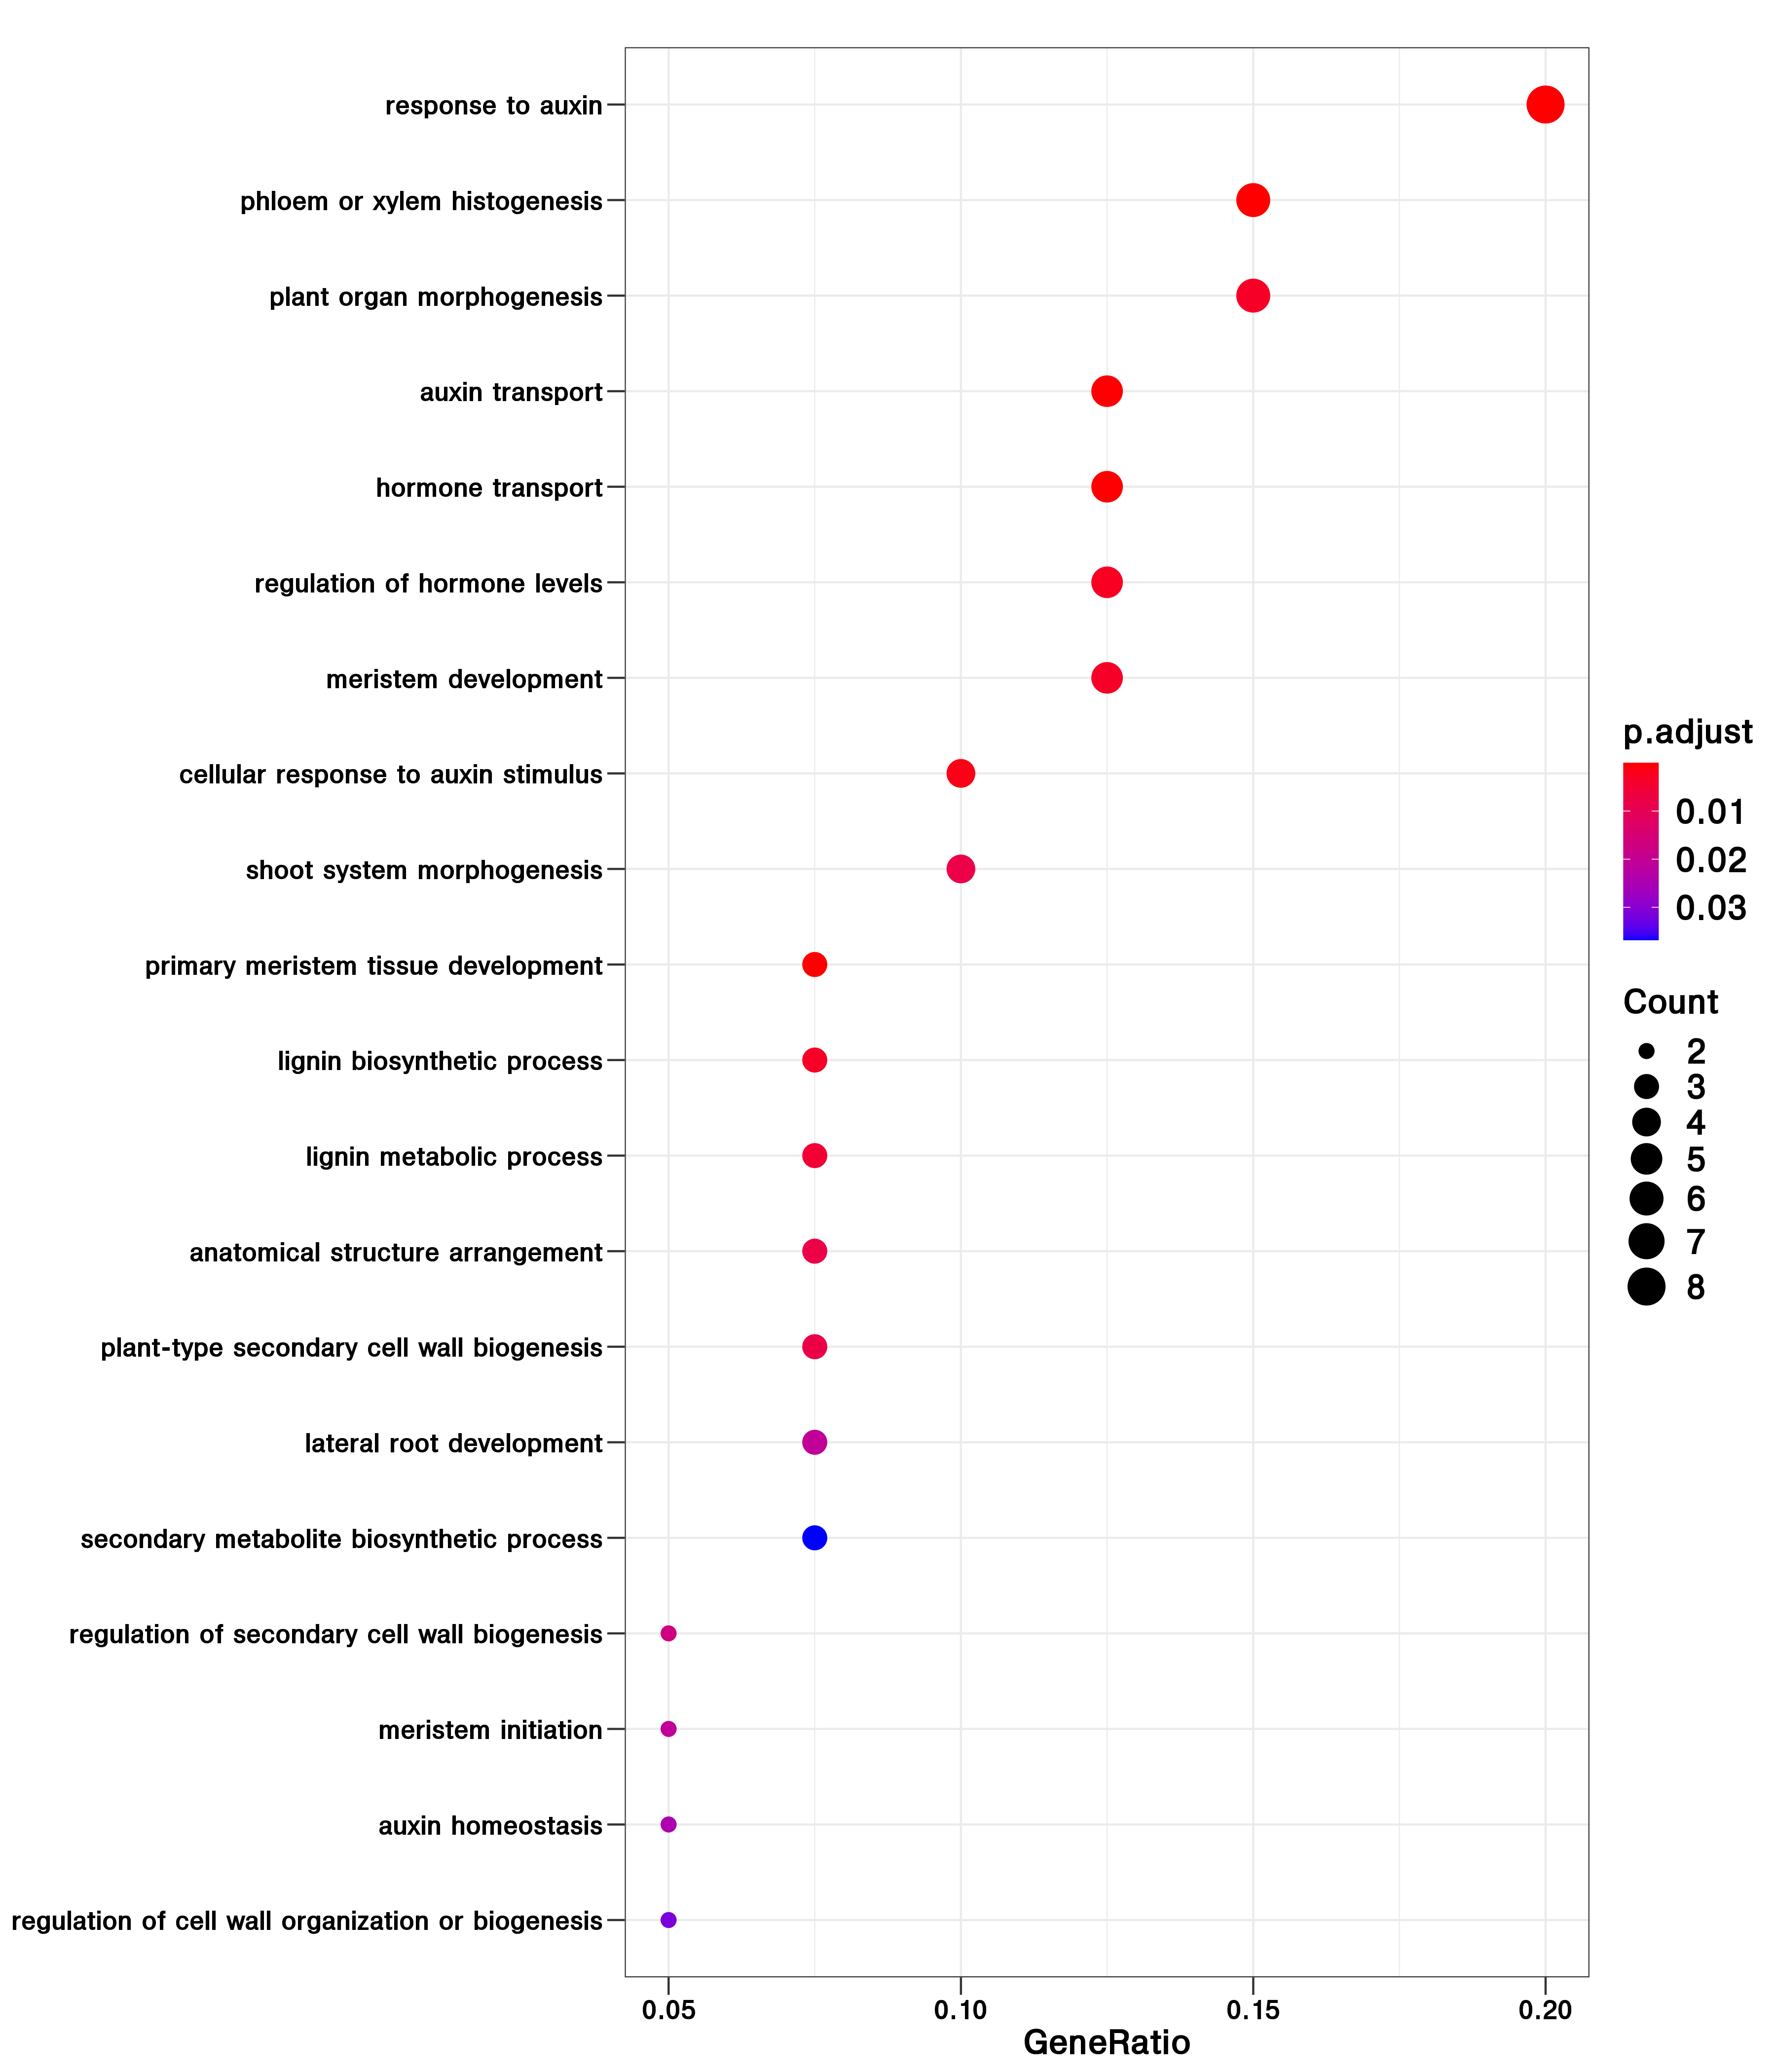 response to auxin
phloem or xylem histogenesis
plant organ morphogenesis
auxin transport
hormone transport
regulation of hormone levels
meristem development
cellular response to auxin stimulus
shoot system morphogenesis
primary meristem tissue development
lignin biosynthetic process
lignin metabolic process
anatomical structure arrangement
plant-type secondary cell wall biogenesis
lateral root development
secondary metabolite biosynthetic process
regulation of secondary cell wall biogenesis
meristem initiation
auxin homeostasis
regulation of cell wall organization or biogenesis
0.05 0.10 0.15 0.20
GeneRatio
p.adjust
0.01
0.02
0.03
Count
2
3
4
5
6
7
8